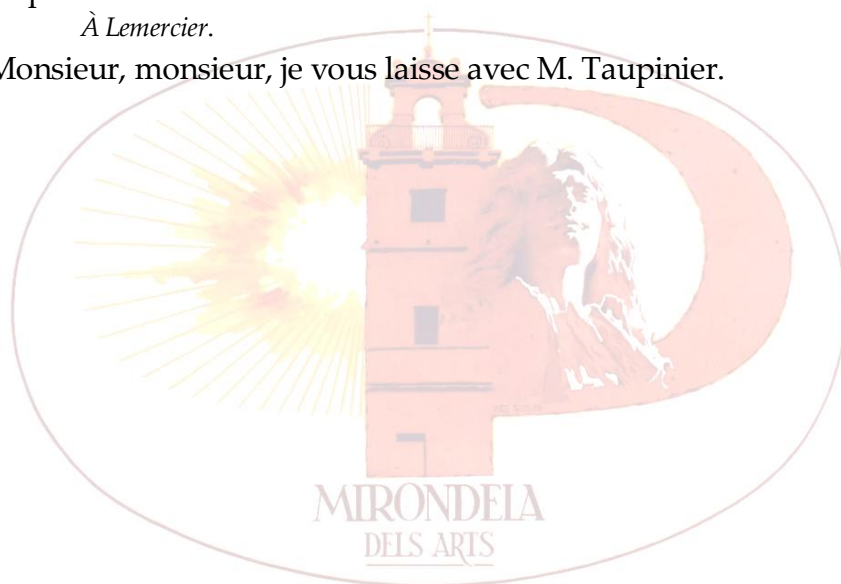 À Lemercier.
Monsieur, monsieur, je vous laisse avec M. Taupinier.
MIRONDELA
DELS ARTS